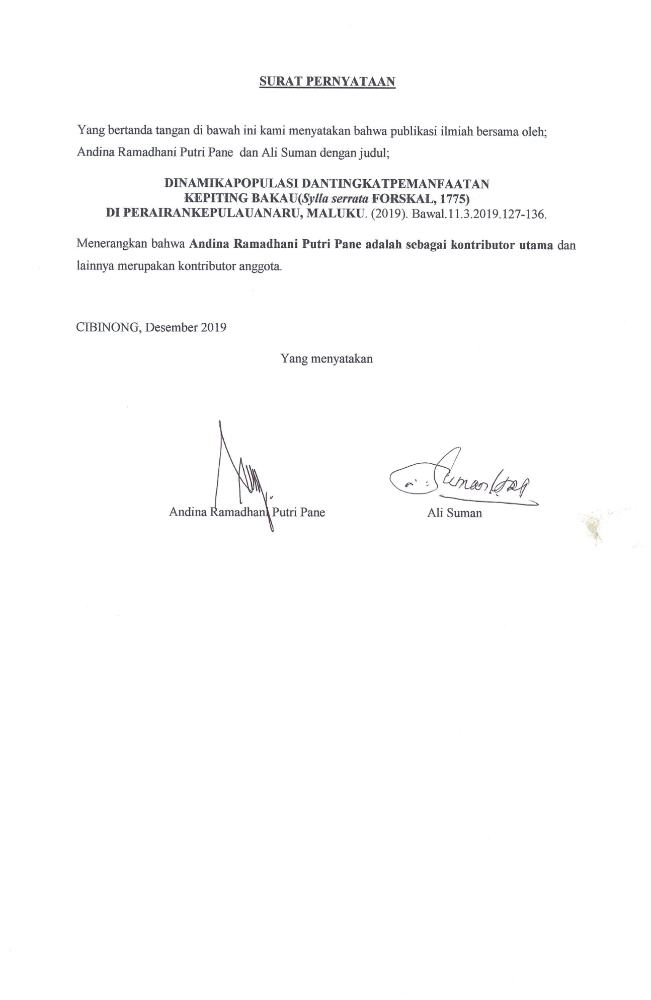 SURAT PERNYATAAN
Yang bertanda tangan di bawah ini kami menyatakan bahwa publikasi ilmiah bersama oleh;
Andina Ramadhani Putri Pane dan Ali Suman dengan judul;
DINAMIKAPOPULASI DANTINGKATPEMANFAATAN
KEPITING BAKAU(Sylla serrata FORSKAL, 1775)
DI PERAIRANKEPULAUANARU, MALUKU. (2019). Bawal.11.3.2019.127-136.
Menerangkan bahwa Andina Ramadhani Putri Pane adalah sebagai kontributor utama dan
lainnya merupakan kontributor anggota.
CIBINONG, Desember 2019
Yang menyatakan
Andina Ramadhani Putri Pane Ali Suman